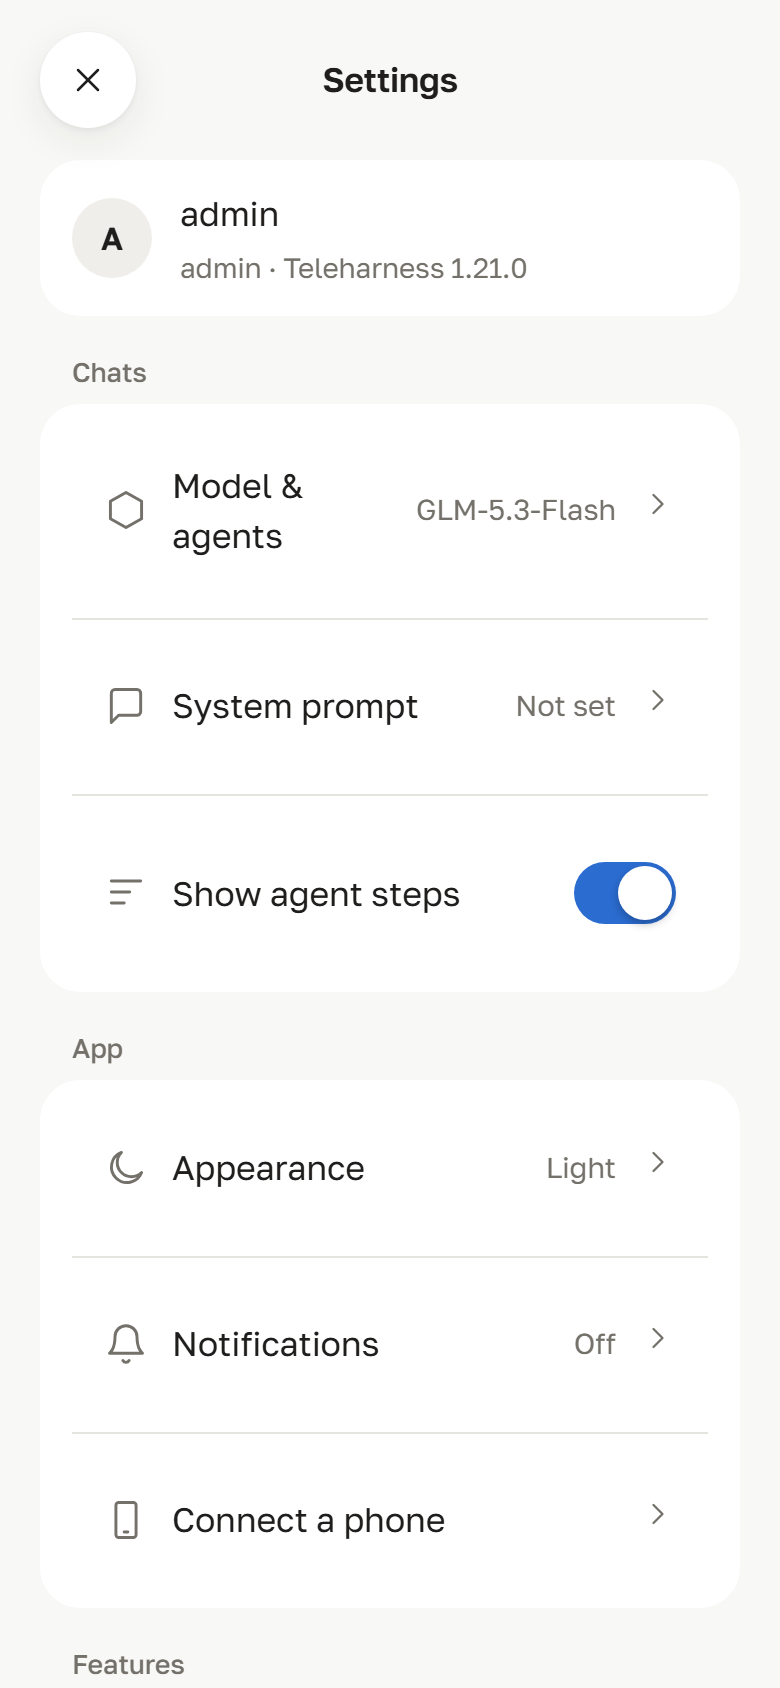 Settings
A
admin
admin · Teleharness 1.21.0
Chats
Model &
agents
GLM-5.3-Flash
System prompt
Not set
Show agent steps
App
Appearance
Light
Notifications
Off
Connect a phone
Features